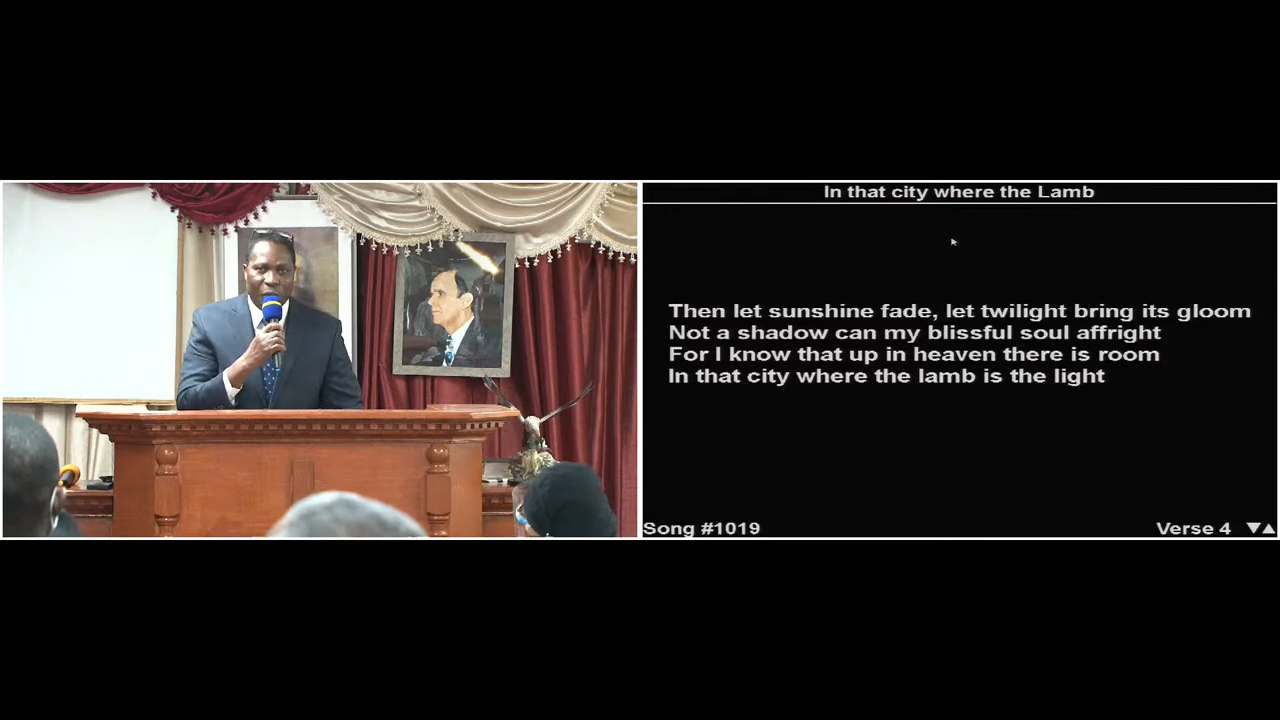 In that city where the Lamb
Then let sunshine fade, let twilight bring its gloom
Not a shadow can my blissful soul affright
For I know that up in heaven there is room
In that city where the lamb is the light
Song #1019
Verse 4